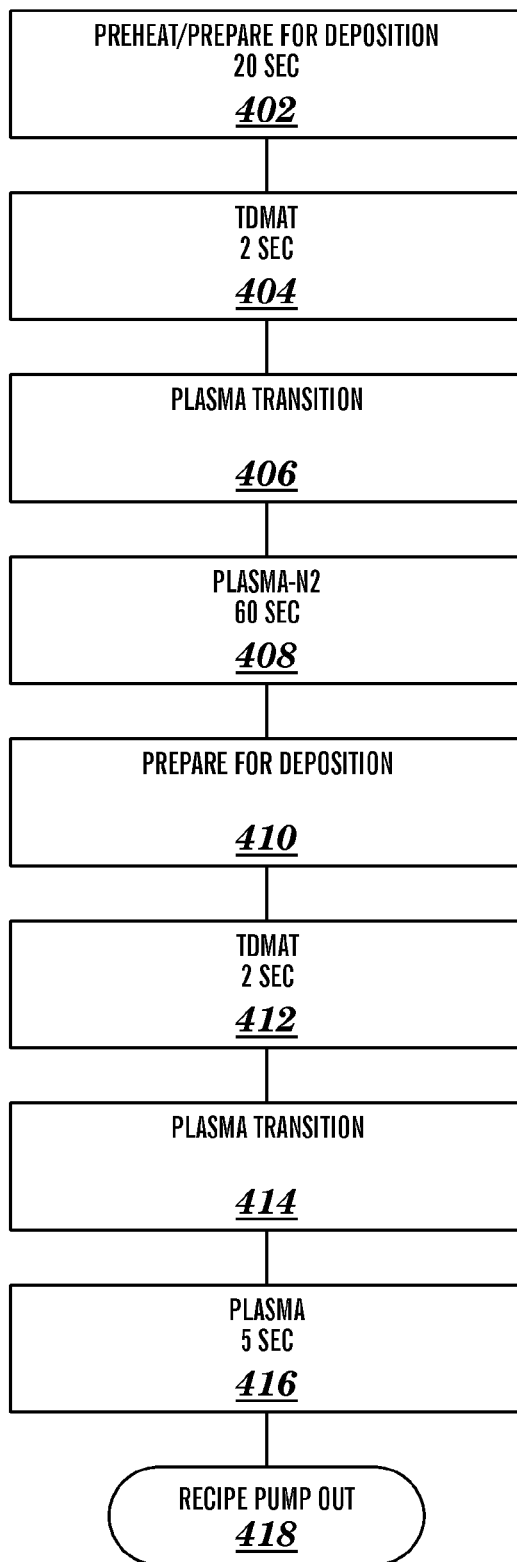 PREHEAT/PREPARE FOR DEPOSITION
20 SEC
402
TDMAT
2 SEC
404
PLASMA TRANSITION
406
PLASMA-N2
60 SEC
408
PREPARE FOR DEPOSITION
410
TDMAT
2 SEC
412
PLASMA TRANSITION
414
PLASMA
5 SEC
416
RECIPE PUMP OUT
418